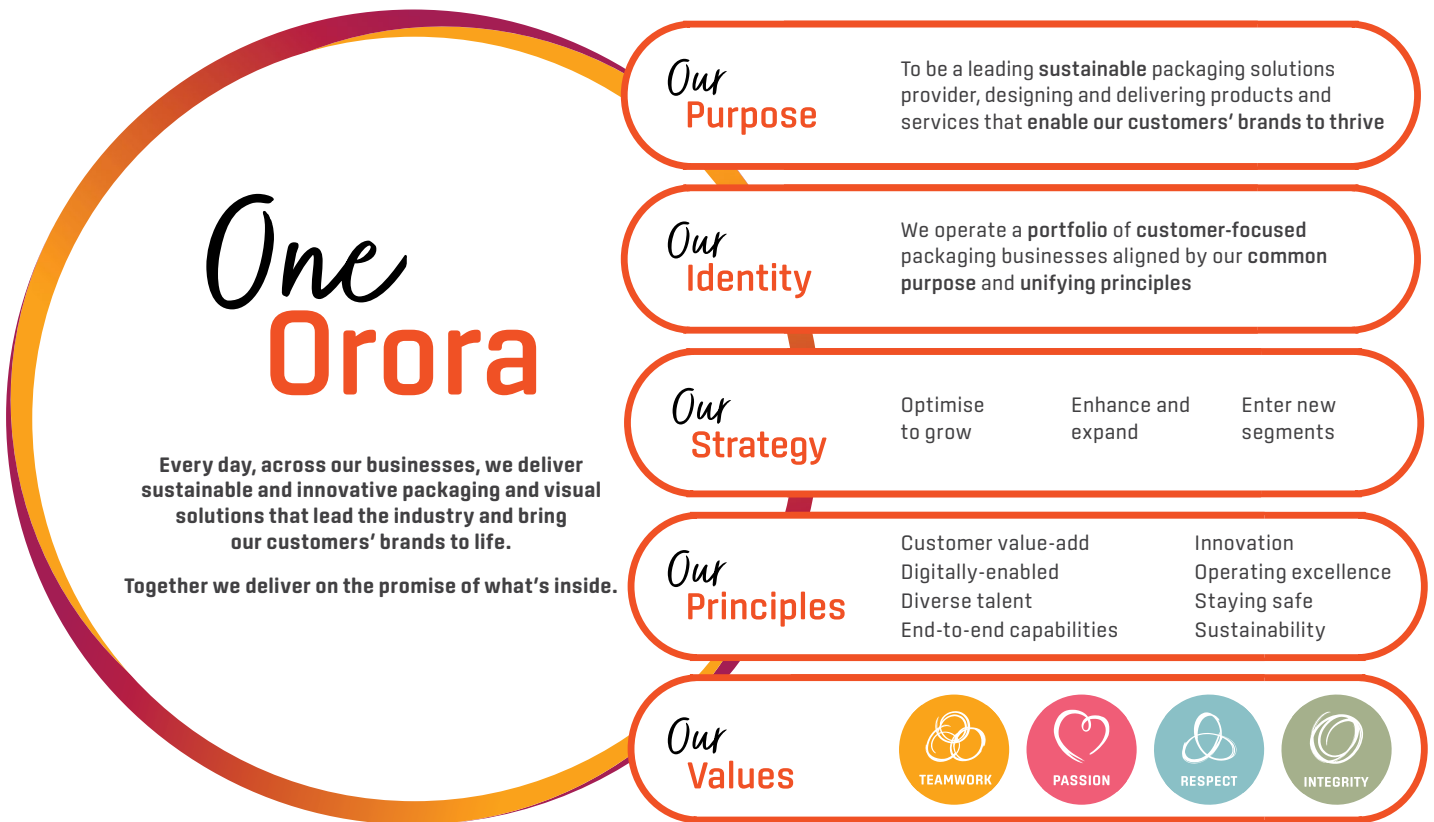 One
Orora
Every day, across our businesses, we deliver
sustainable and innovative packaging and visual
solutions that lead the industry and bring
our customers’ brands to life.
Together we deliver on the promise of what’s inside.
Our
Purpose
To be a leading sustainable packaging solutions
provider, designing and delivering products and
services that enable our customers’ brands to thrive
Our
Identity
We operate a portfolio of customer-focused
packaging businesses aligned by our common
purpose and unifying principles
Our
Strategy
Optimise
to grow
Enhance and
expand
Enter new
segments
Our
Principles
Customer value-add
Digitally-enabled
Diverse talent
End-to-end capabilities
Innovation
Operating excellence
Staying safe
Sustainability
Our
Values
TEAMWORK
PASSION
RESPECT
INTEGRITY